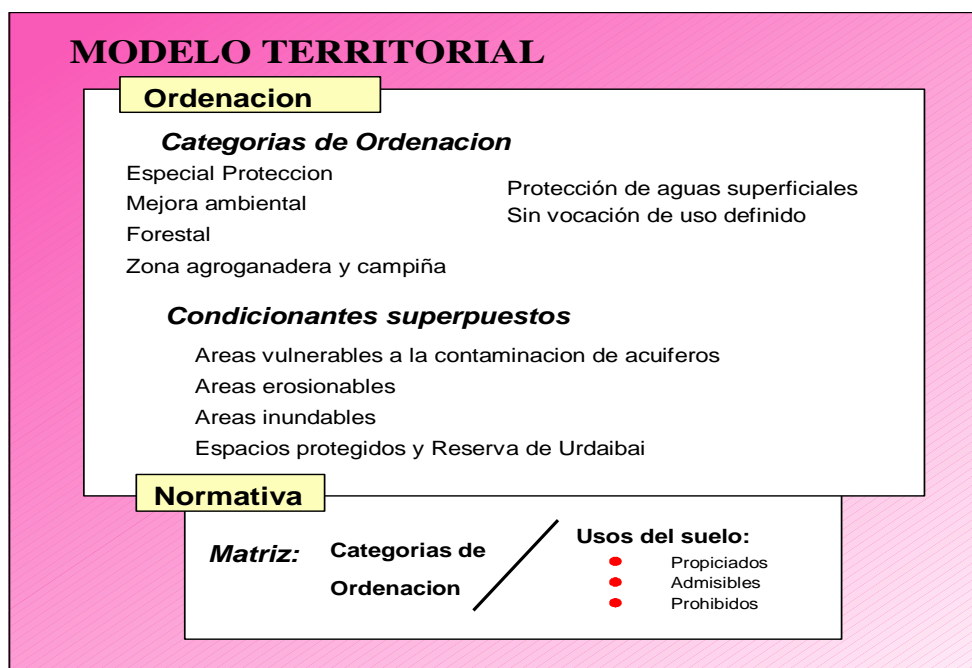 MODELO TERRITORIAL
Ordenacion
Categorias de Ordenacion
Especial Proteccion
Mejora ambiental
Forestal
Zona agroganadera y campiña
Protección de aguas superficiales
Sin vocación de uso definido
Condicionantes superpuestos
Areas vulnerables a la contaminacion de acuiferos
Areas erosionables
Areas inundables
Espacios protegidos y Reserva de Urdaibai
Normativa
Matriz:
Categorias de
Ordenacion
Usos del suelo:
Propiciados
Admisibles
Prohibidos